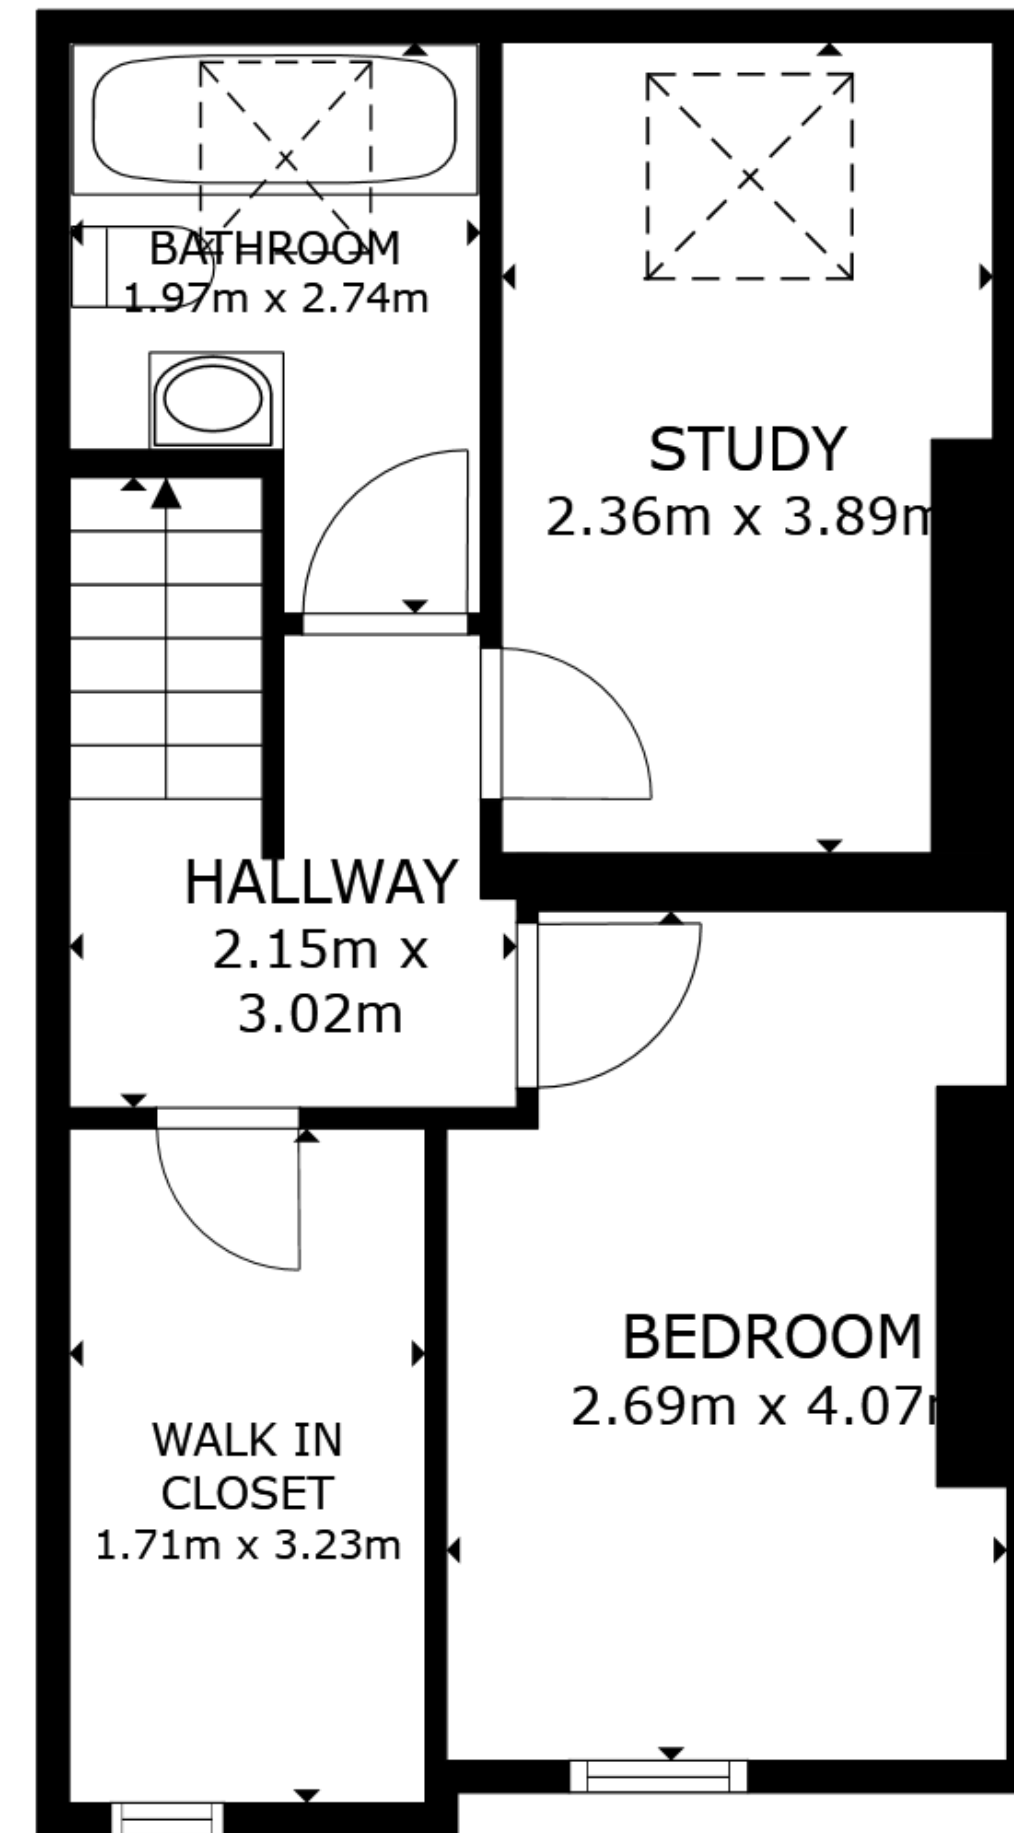 BATHROOM
1.97m x 2.74m
STUDY
2.36m x 3.89m
HALLWAY
2.15m x
3.02m
BEDROOM
2.69m x 4.07m
WALK IN
CLOSET
1.71m x 3.23m